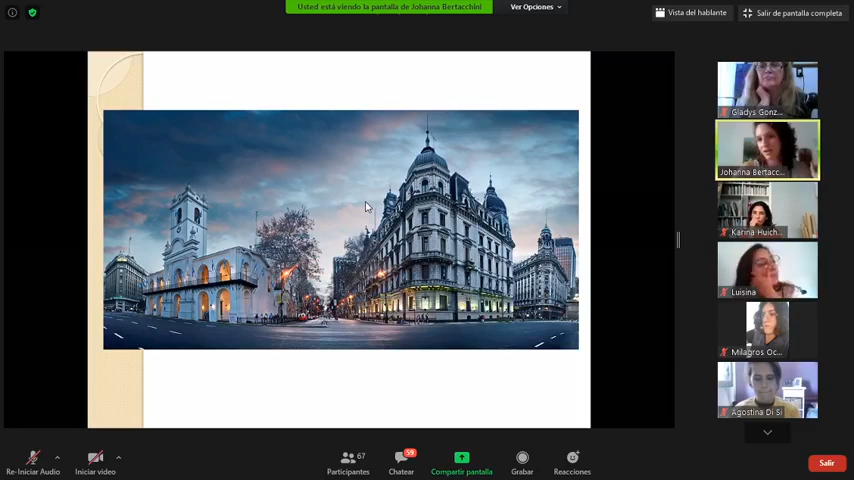 Usted está viendo la pantalla de Johanna Bertacchini
Ver Opciones
Vista del hablante
Salir de pantalla completa
Gladys Gonz...
Johanna Bertacc...
Karina Huich...
Luisina
Milagros Oc...
Agostina Di Si
Re-Iniciar Audio
Iniciar video
Participantes
67
Chatear
59
Compartir pantalla
Grabar
Reacciones
Salir